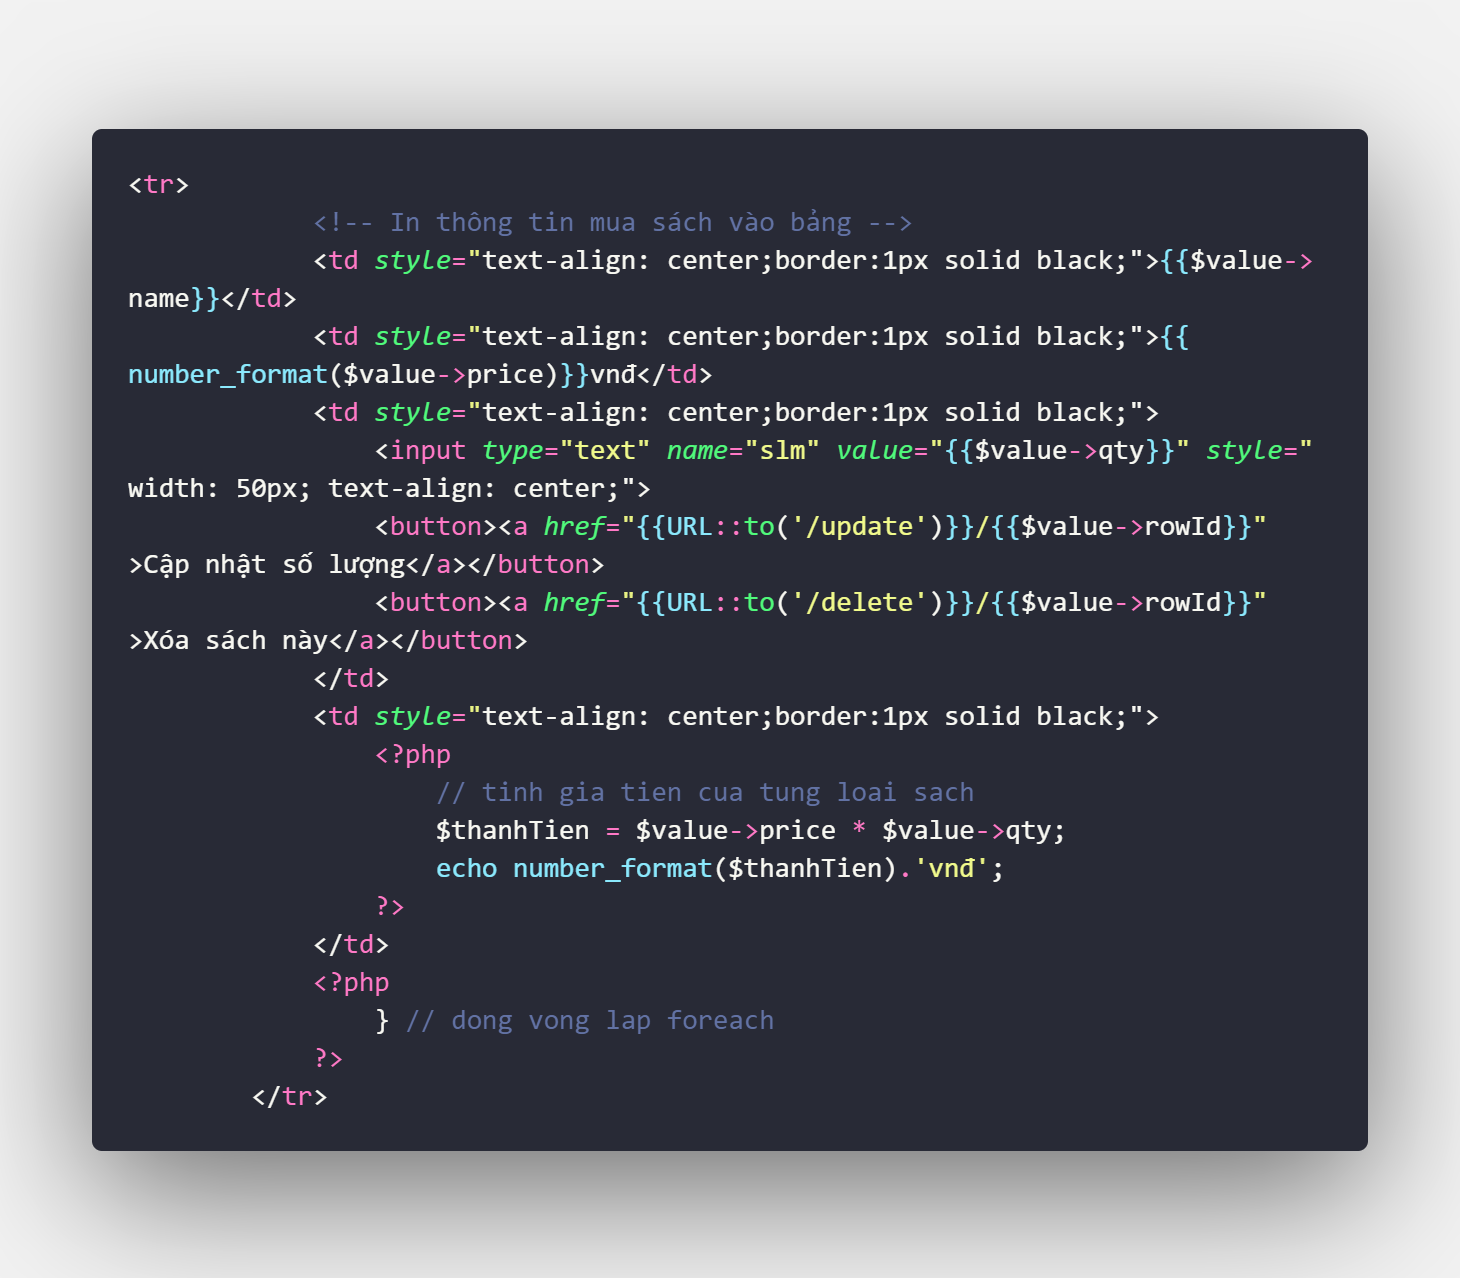 <tr>
            <!-- In thông tin mua sách vào bảng -->
            <td style="text-align: center;border:1px solid black;">{{$value->
name}}</td>
            <td style="text-align: center;border:1px solid black;">{{
number_format($value->price)}}vnđ</td>
            <td style="text-align: center;border:1px solid black;">
                <input type="text" name="slm" value="{{$value->qty}}" style="
width: 50px; text-align: center;">
                <button><a href="{{URL::to('/update')}}/{{$value->rowId}}"
>Cập nhật số lượng</a></button>
                <button><a href="{{URL::to('/delete')}}/{{$value->rowId}}"
>Xóa sách này</a></button>
            </td>
            <td style="text-align: center;border:1px solid black;">
                <?php
                    // tinh gia tien cua tung loai sach
                    $thanhTien = $value->price * $value->qty;
                    echo number_format($thanhTien).'vnđ';
                ?>
            </td>
            <?php
                } // dong vong lap foreach
            ?>
        </tr>